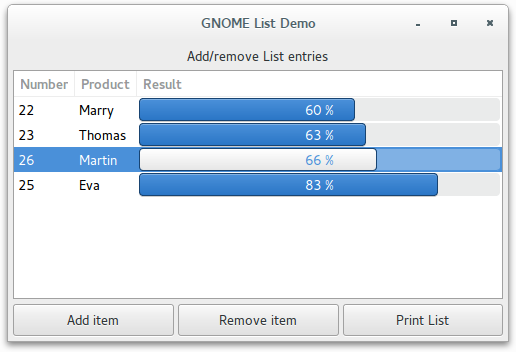 GNOME List Demo
Add/remove List entries
Number Product Result
22 Marry 60 %
23 Thomas 63 %
26 Martin 66 %
25 Eva 83 %
Add item Remove item Print List